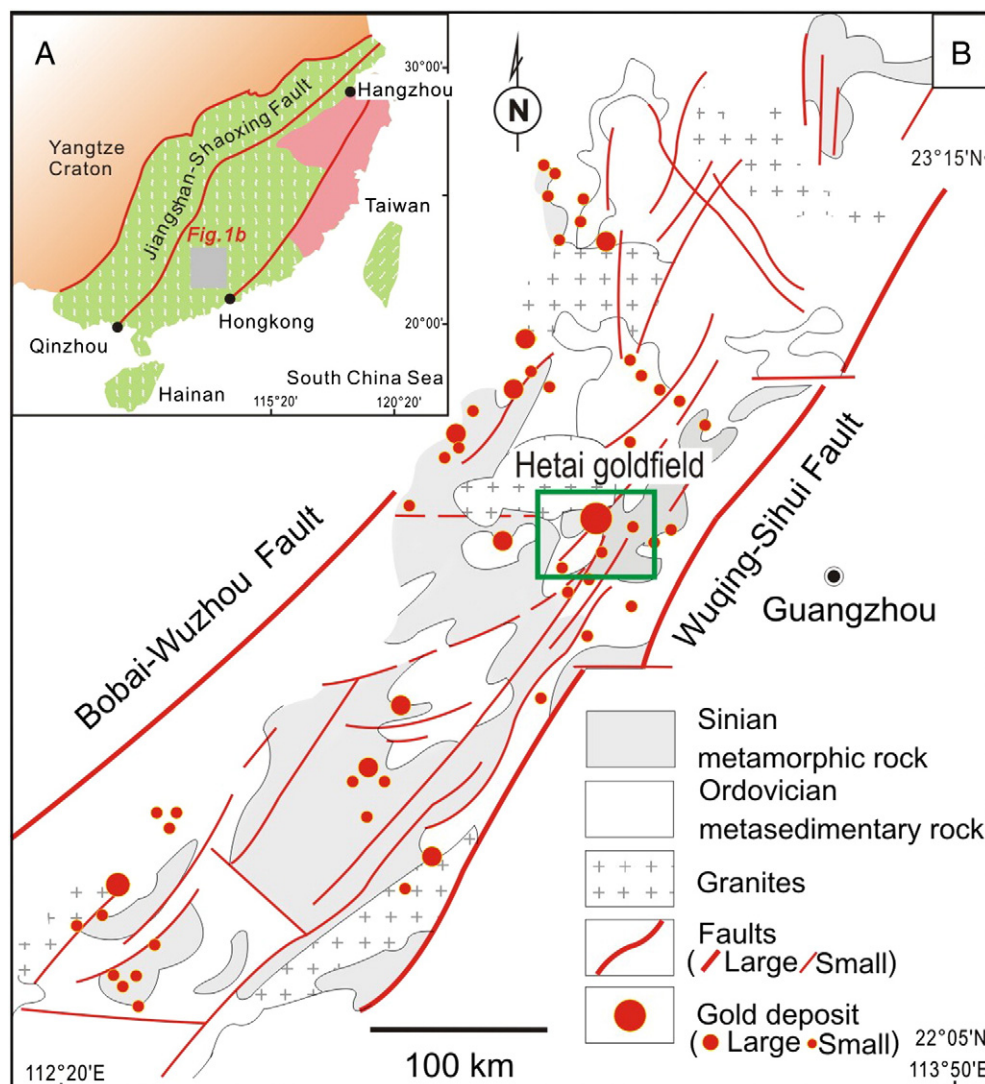 A
30°00'
Hangzhou
Yangtze
Craton
Jiangshan-Shaoxing Fault
Taiwan
Fig.1b
Hongkong
20°00'
Qinzhou
Hainan
South China Sea
115°20'
120°20'
B
N
23°15'N
Hetai goldfield
Bobai-Wuzhou Fault
Wuqing-Sihui Fault
Guangzhou
Sinian
metamorphic rock
Ordovician
metasedimentary rock
Granites
Faults
(Large Small)
Gold deposit
(Large Small)
100 km
22°05'N
112°20'E
113°50'E